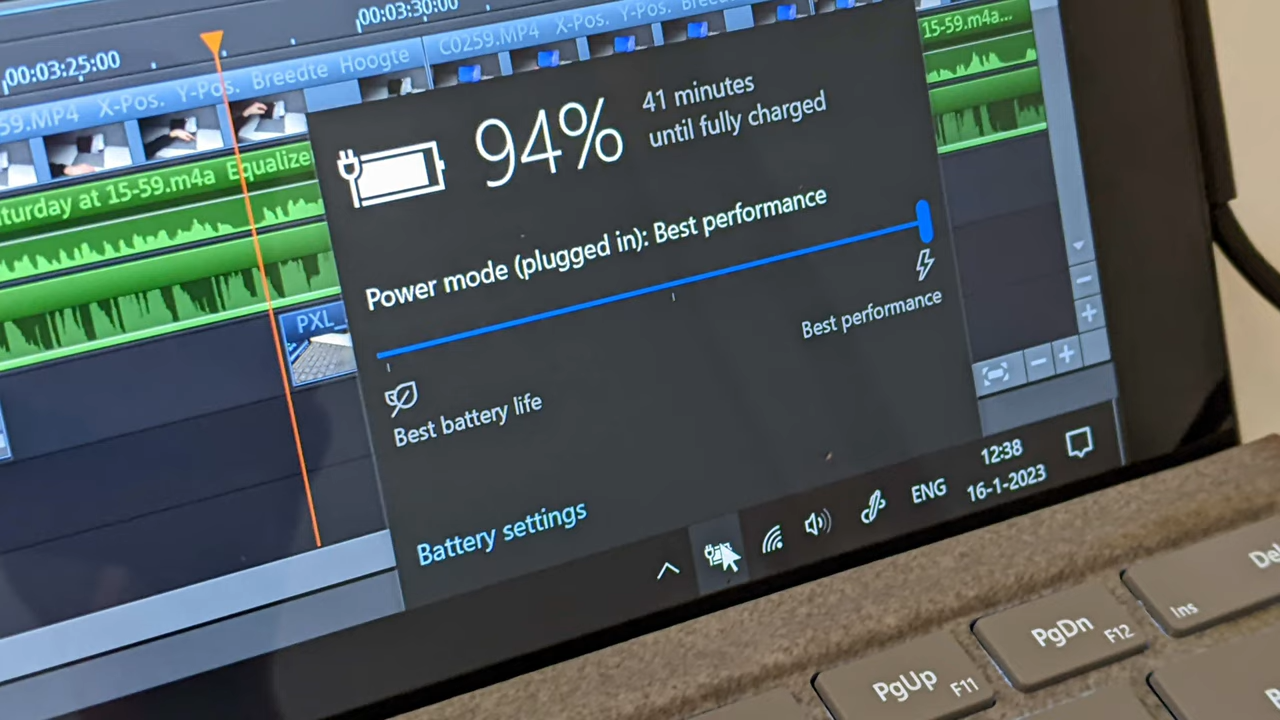 00:03:25:00
00:03:30:00
59.MP4 X-Pos. Y-Pos. Breedte Hoogte
C0259.MP4 X-Pos. Y-Pos.
15-59.m4a...
aturday at 15-59.m4a Equalize
PXL_
94%
41 minutes
until fully charged
Power mode (plugged in): Best performance
Best performance
Best battery life
Battery settings
ENG
12:38
16-1-2023
PgUp F11
PgDn F12
Ins
Del